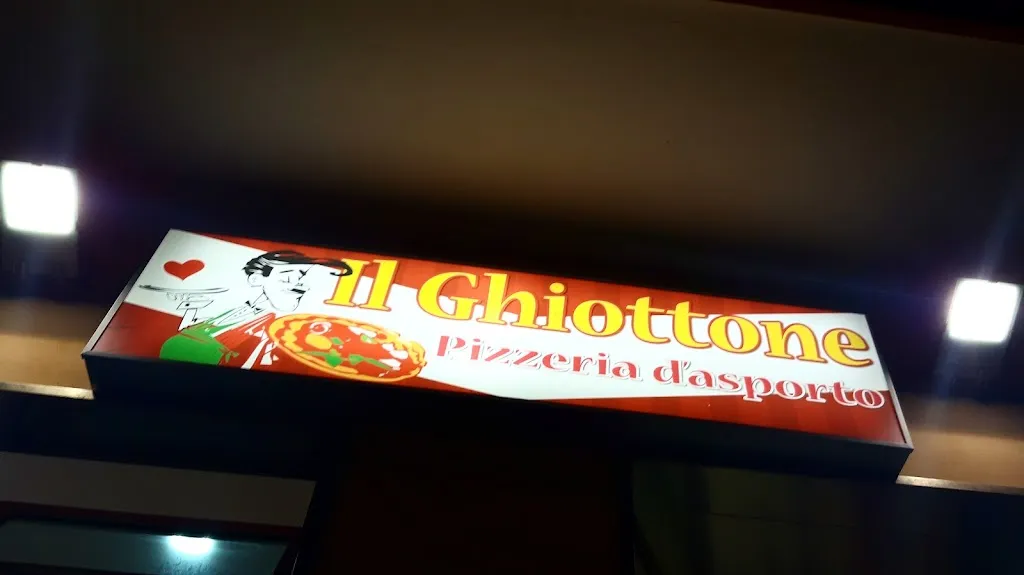 Il Ghiottone
Pizzeria d'asporto